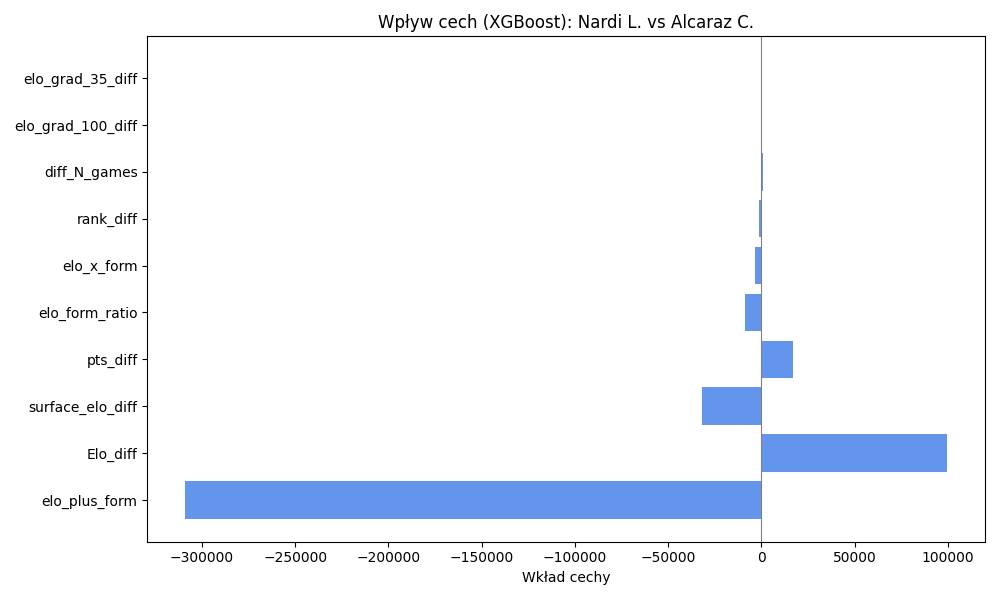 Wpływ cech (XGBoost): Nardi L. vs Alcaraz C.
elo_grad_35_diff
elo_grad_100_diff
diff_N_games
rank_diff
elo_x_form
elo_form_ratio
pts_diff
surface_elo_diff
Elo_diff
elo_plus_form
−300000 −250000 −200000 −150000 −100000 −50000 0 50000 100000
Wkład cechy